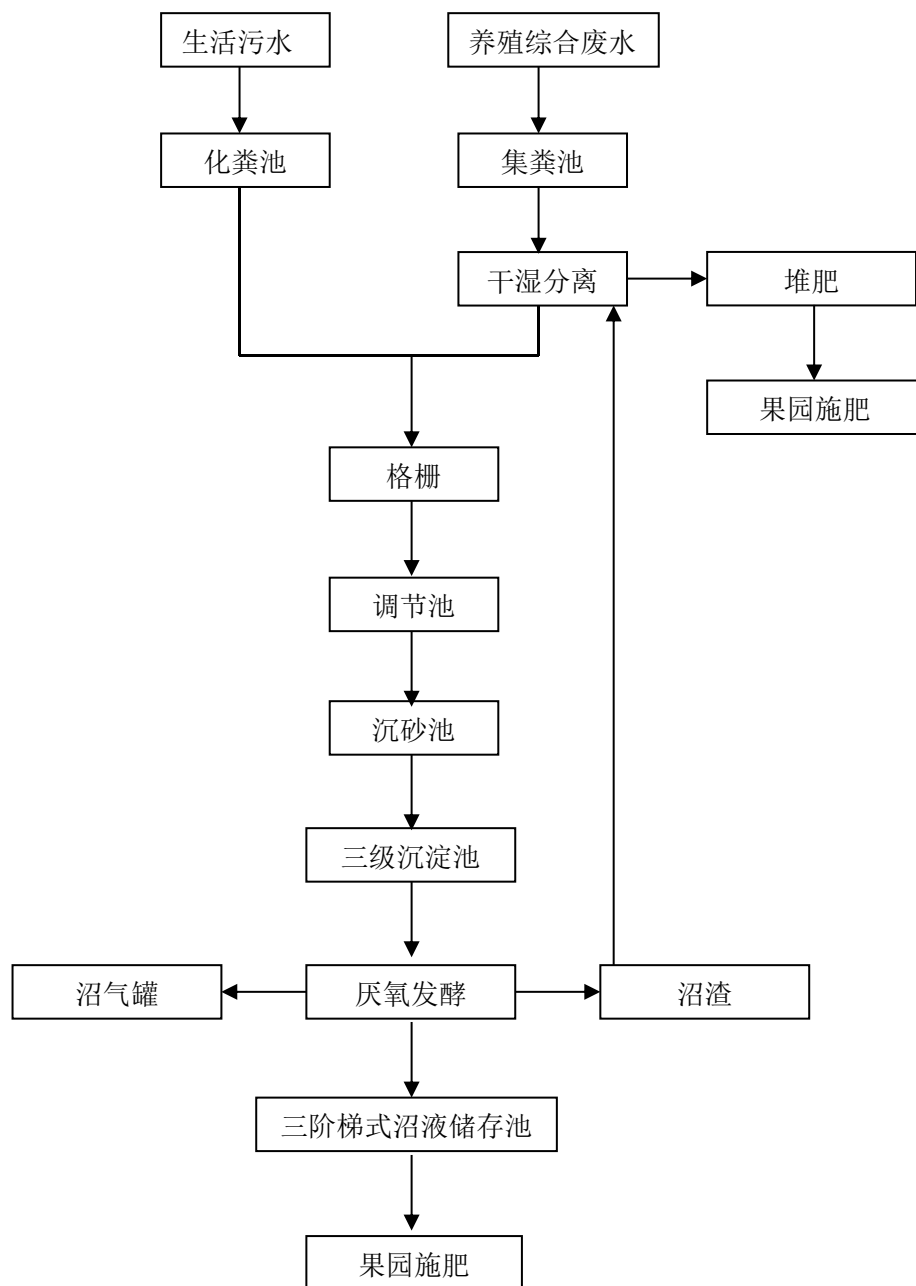 生活污水
养殖综合废水
化粪池
集粪池
干湿分离
堆肥
果园施肥
格栅
调节池
沉砂池
三级沉淀池
沼气罐
厌氧发酵
沼渣
三阶梯式沼液储存池
果园施肥